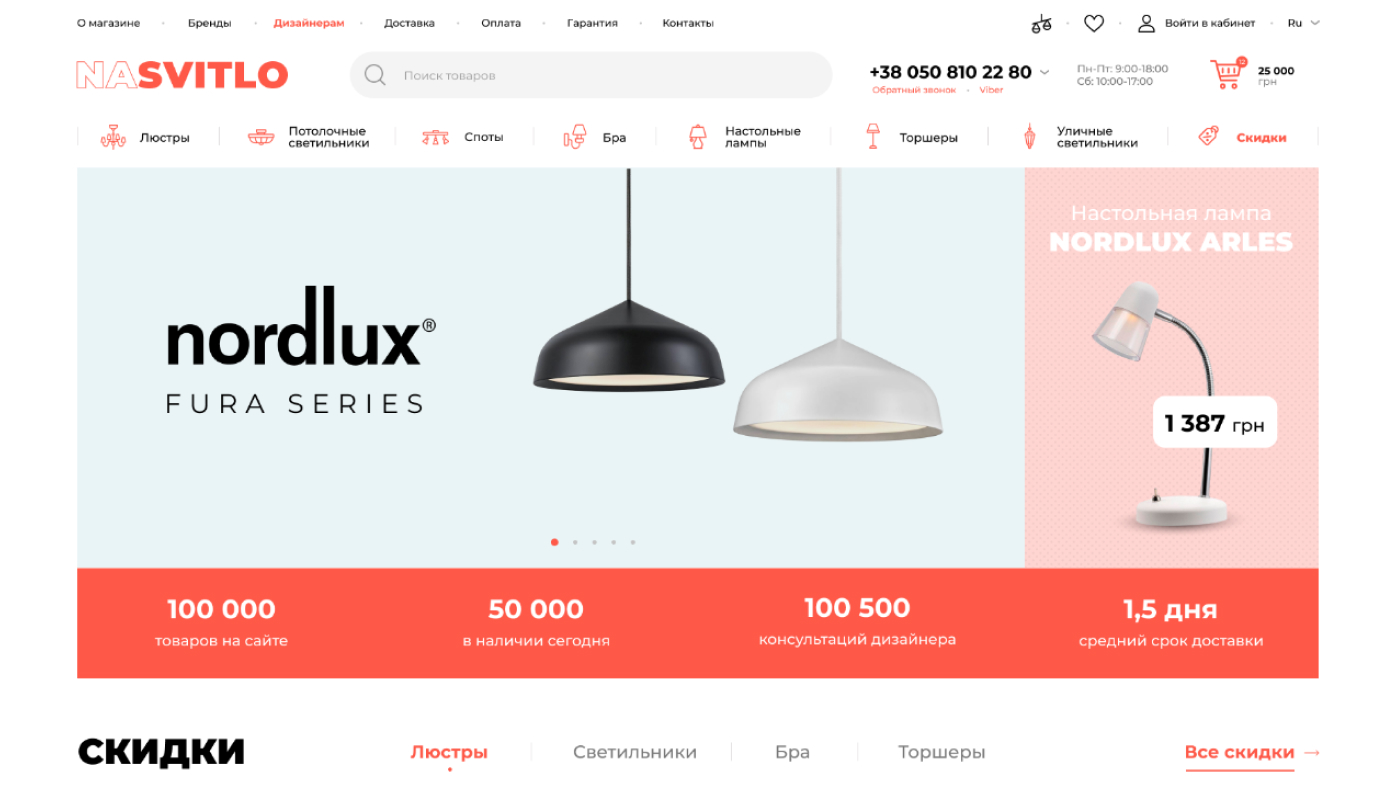 О магазине
Бренды
Дизайнерам
Доставка
Оплата
Гарантия
Контакты
Войти в кабинет
Ru
NASVITLO
Поиск товаров
+38 050 810 22 80
Обратный звонок
Viber
Пн-Пт: 9:00-18:00
Сб: 10:00-17:00
12
25 000
грн
Люстры
Потолочные
светильники
Споты
Бра
Настольные
лампы
Торшеры
Уличные
светильники
Скидки
nordlux®
FURA SERIES
Настольная лампа
NORDLUX ARLES
1 387 грн
100 000
товаров на сайте
50 000
в наличии сегодня
100 500
консультаций дизайнера
1,5 дня
средний срок доставки
СКИДКИ
Люстры
Светильники
Бра
Торшеры
Все скидки →